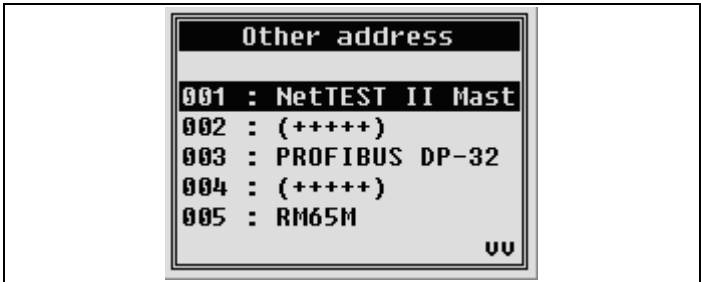 Other address
001 : NetTEST II Mast
002 : (+++++)
003 : PROFIBUS DP-32
004 : (+++++)
005 : RM65M
vv